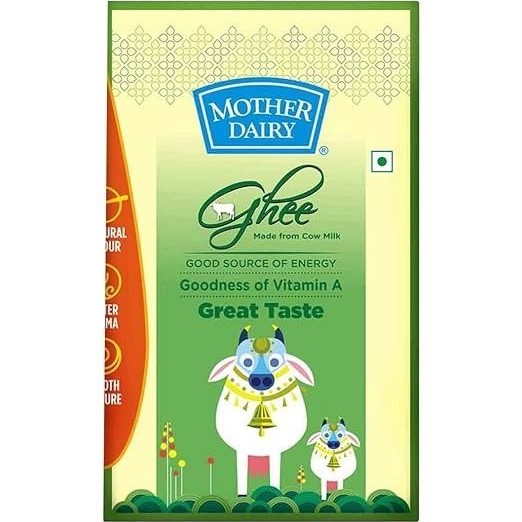 MOTHER
DAIRY
®
Ghee
Made from Cow Milk
GOOD SOURCE OF ENERGY
Goodness of Vitamin A
Great Taste